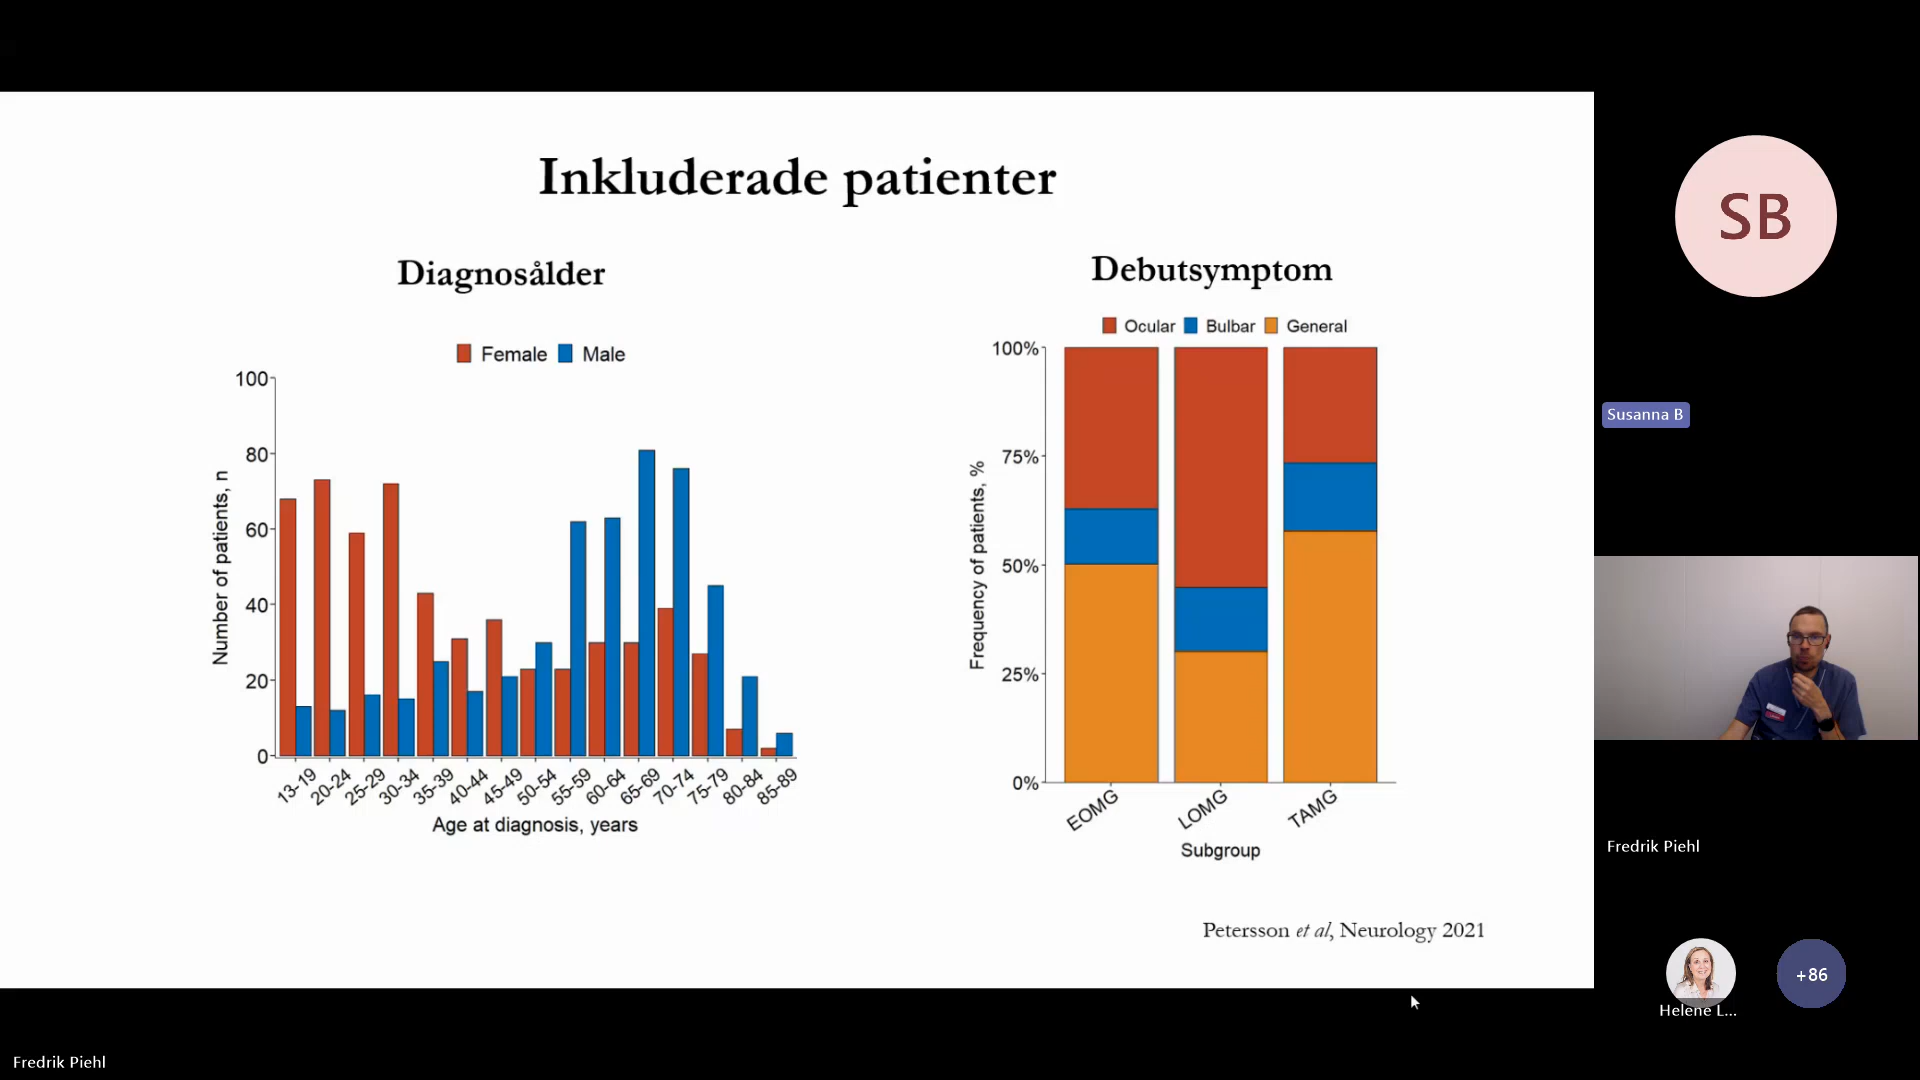 Inkluderade patienter
Diagnosålder
Female Male
100
80
60
40
20
0
Number of patients, n
13-19 20-24 25-29 30-34 35-39 40-44 45-49 50-54 55-59 60-64 65-69 70-74 75-79 80-84 85-89
Age at diagnosis, years
Debutsymptom
Ocular Bulbar General
100%
75%
50%
25%
0%
Frequency of patients, %
EOMG LOMG TAMG
Subgroup
Petersson et al, Neurology 2021
SB
Susanna B
Fredrik Piehl
Helene L...
+86
Fredrik Piehl